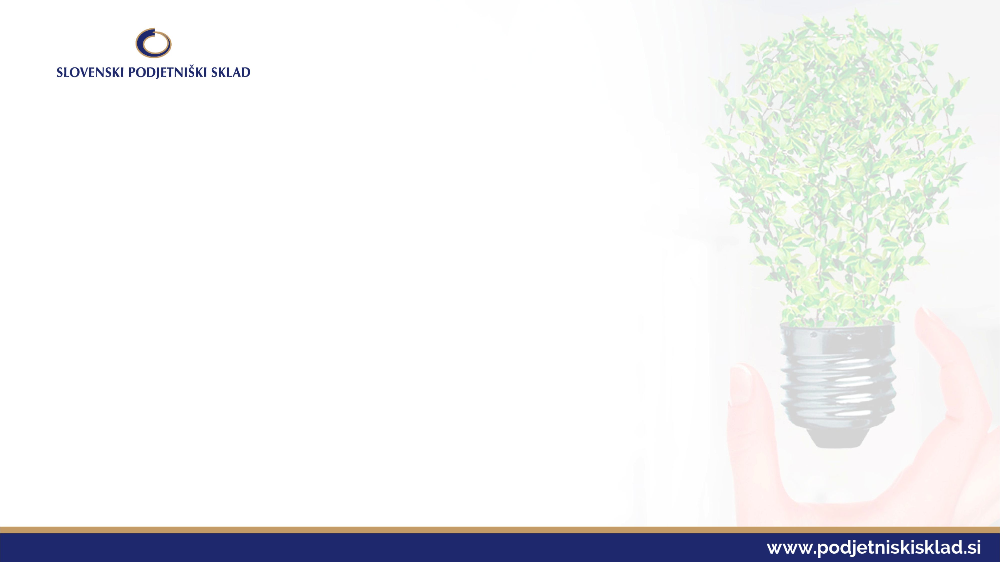 SLOVENSKI PODJETNIŠKI SKLAD
www.podjetniskisklad.si